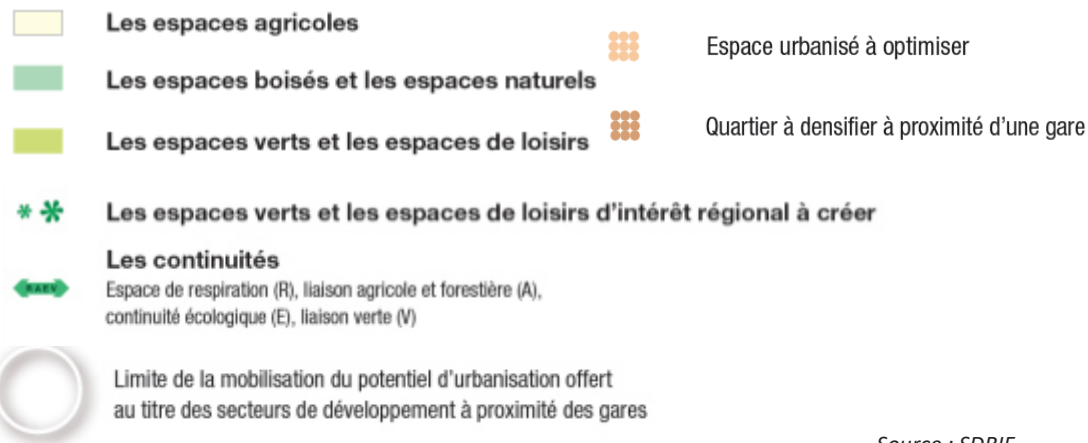 Les espaces agricoles
Les espaces boisés et les espaces naturels
Les espaces verts et les espaces de loisirs
Espace urbanisé à optimiser
Quartier à densifier à proximité d'une gare
Les espaces verts et les espaces de loisirs d'intérêt régional à créer
Les continuités
RAEV
Espace de respiration (R), liaison agricole et forestière (A),
continuité écologique (E), liaison verte (V)
Limite de la mobilisation du potentiel d'urbanisation offert
au titre des secteurs de développement à proximité des gares
Source : SDRIF